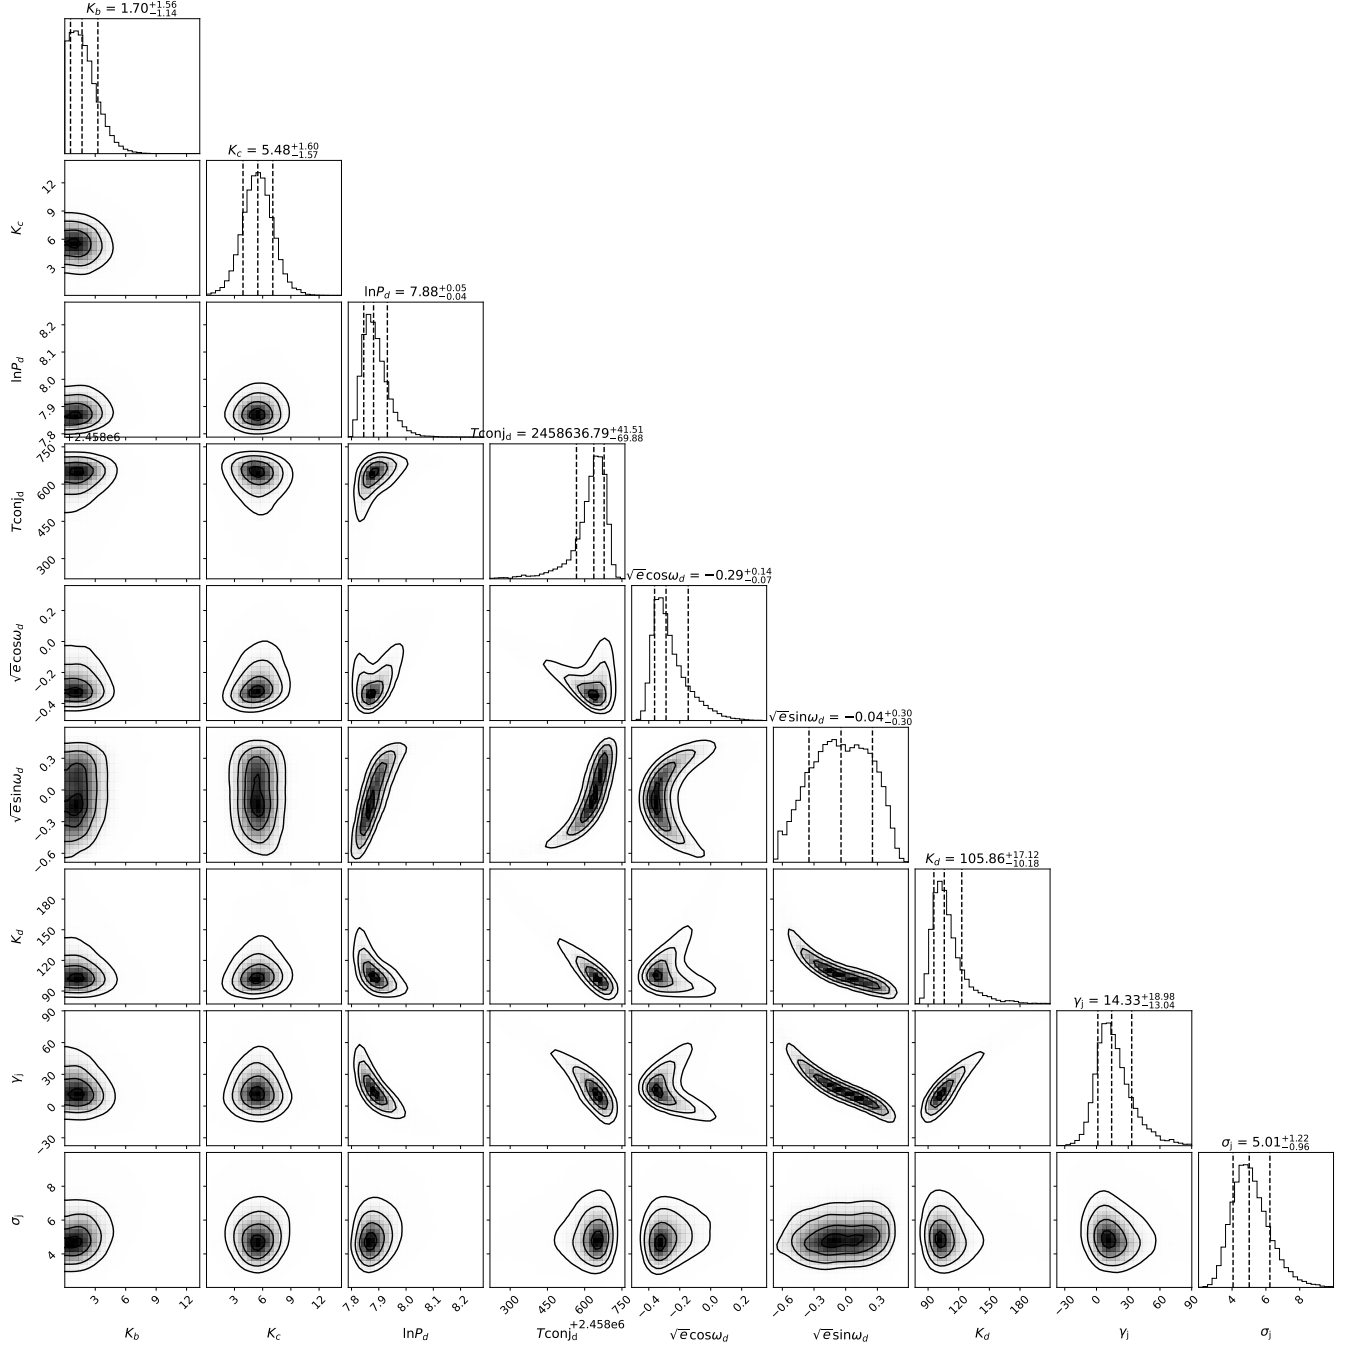 K_b = 1.70^{+1.56}_{-1.14}
K_c = 5.48^{+1.60}_{-1.57}
12
9
6
3
K_c
lnP_d = 7.88^{+0.05}_{-0.04}
8.2
8.1
8.0
7.9
7.8
lnP_d
+2.458e6
Tconj_d = 2458636.79^{+41.51}_{-69.88}
750
600
450
300
Tconj_d
√e cosω_d = −0.29^{+0.14}_{-0.07}
0.2
0.0
−0.2
−0.4
√e cosω_d
√e sinω_d = −0.04^{+0.30}_{-0.30}
0.3
0.0
−0.3
−0.6
√e sinω_d
K_d = 105.86^{+17.12}_{-10.18}
180
150
120
90
K_d
γ_j = 14.33^{+18.98}_{-13.04}
90
60
30
0
−30
γ_j
σ_j = 5.01^{+1.22}_{-0.96}
8
6
4
σ_j
3 6 9 12 3 6 9 12 7.8 7.9 8.0 8.1 8.2 300 450 600 750 −0.4 −0.2 0.0 0.2 −0.6 −0.3 0.0 0.3 90 120 150 180 −30 0 30 60 90 4 6 8
+2.458e6
K_b K_c lnP_d Tconj_d √e cosω_d √e sinω_d K_d γ_j σ_j